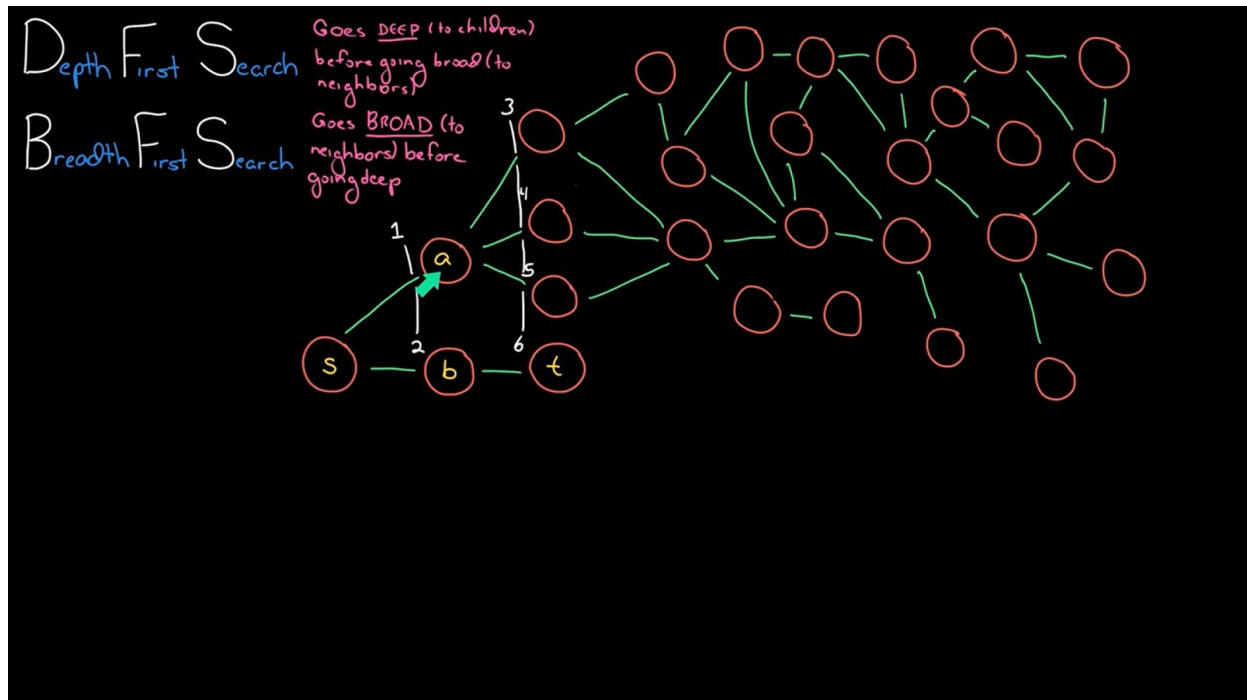 Depth First Search
Goes DEEP (to children)
before going broad (to
neighbors)
Breadth First Search
Goes BROAD (to
neighbors) before
going deep
3
4
1
a
5
2
6
s
b
t